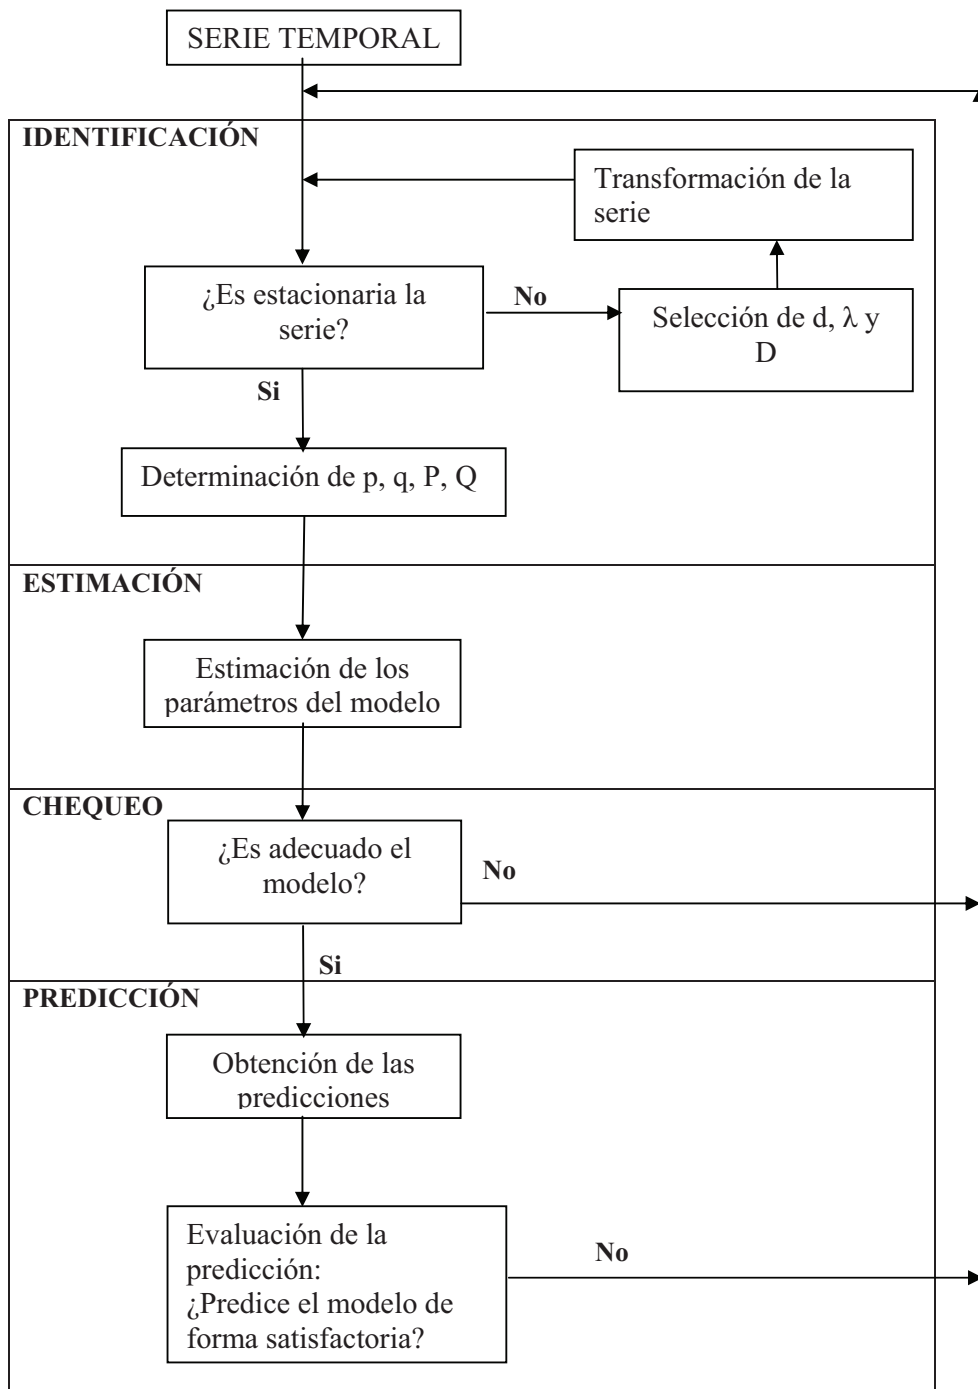 SERIE TEMPORAL
IDENTIFICACIÓN
Transformación de la
serie
¿Es estacionaria la
serie?
No
Selección de d, λ y
D
Si
Determinación de p, q, P, Q
ESTIMACIÓN
Estimación de los
parámetros del modelo
CHEQUEO
¿Es adecuado el
modelo?
No
Si
PREDICCIÓN
Obtención de las
predicciones
Evaluación de la
predicción:
¿Predice el modelo de
forma satisfactoria?
No